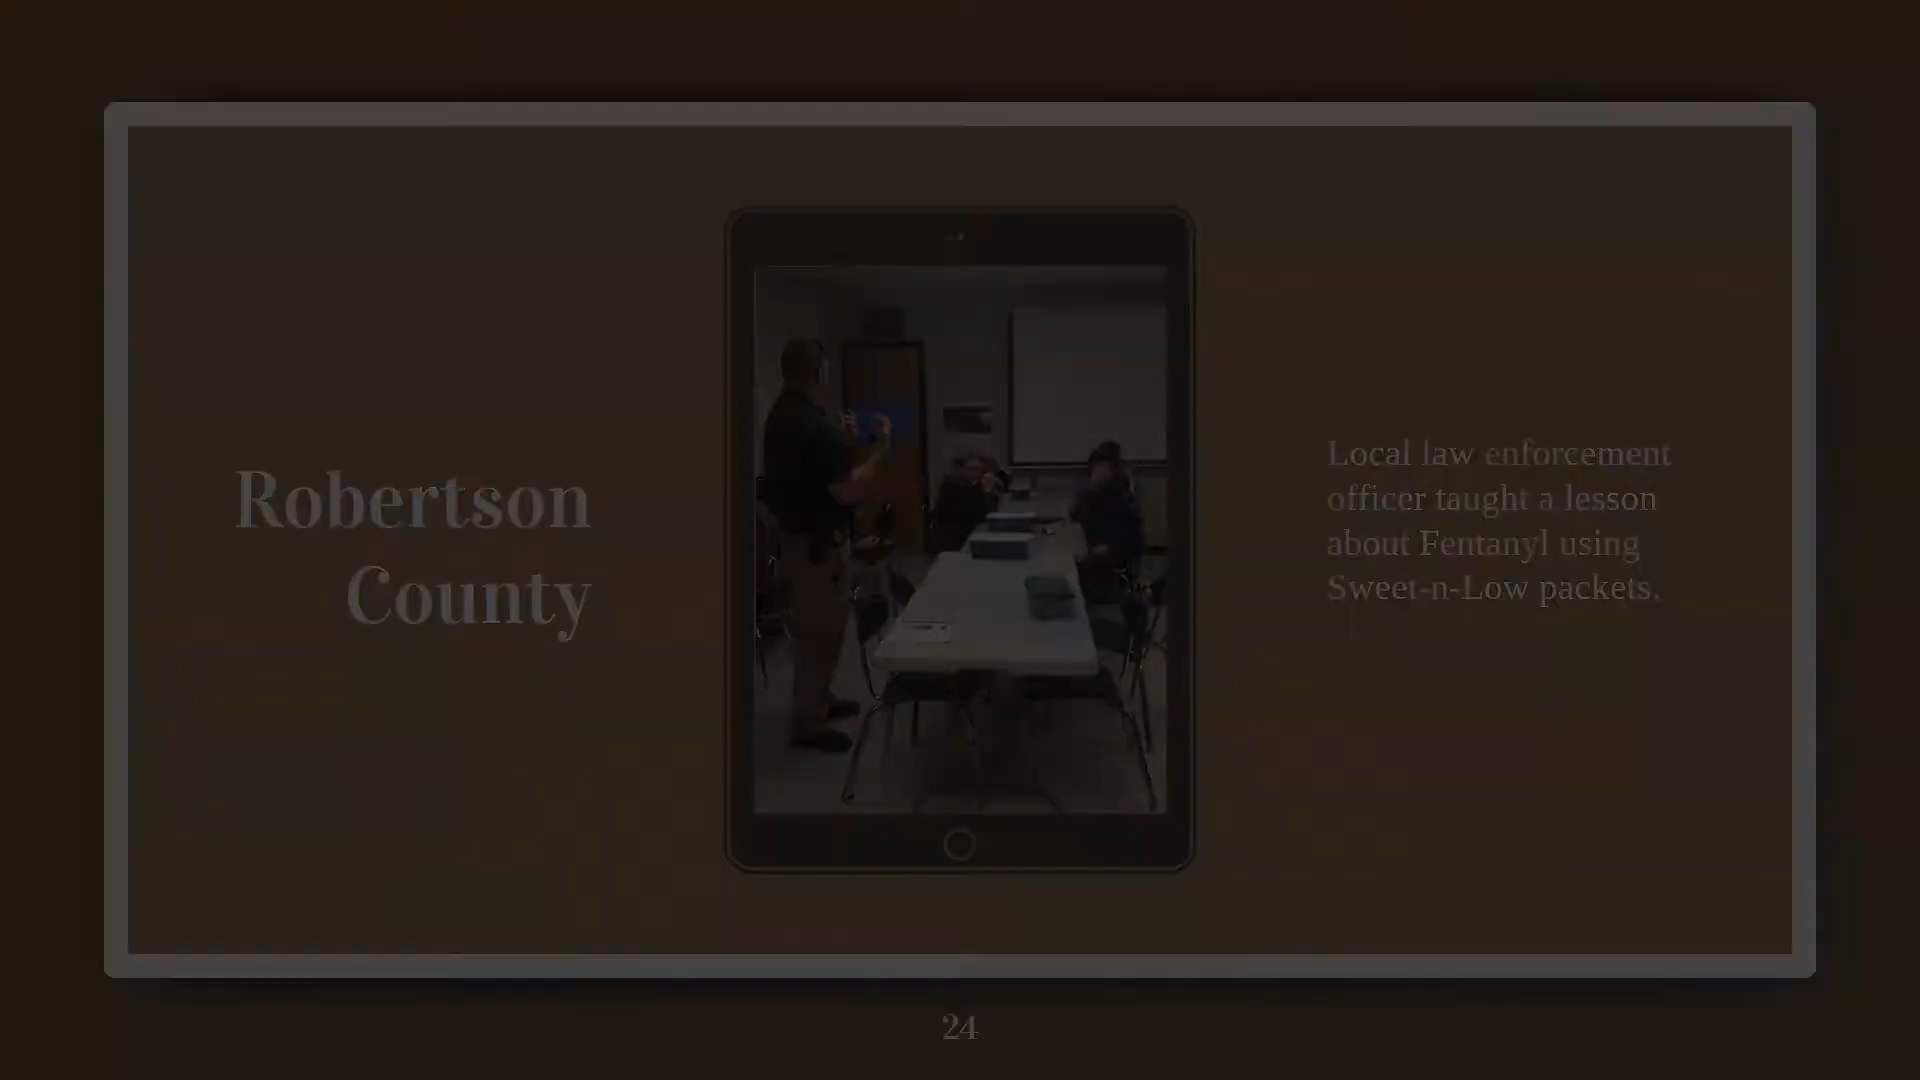 Robertson
County
Local law enforcement
officer taught a lesson
about Fentanyl using
Sweet-n-Low packets.
24